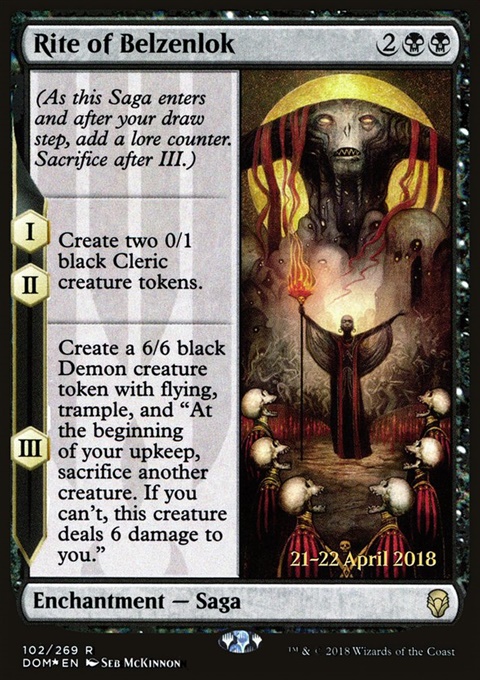 Rite of Belzenlok 2
(As this Saga enters
and after your draw
step, add a lore counter.
Sacrifice after III.)
I
II
Create two 0/1
black Cleric
creature tokens.
III
Create a 6/6 black
Demon creature
token with flying,
trample, and “At
the beginning
of your upkeep,
sacrifice another
creature. If you
can’t, this creature
deals 6 damage to
you.”
21–22 April 2018
Enchantment — Saga
102/269 R
DOM★EN Seb McKinnon
™ & © 2018 Wizards of the Coast